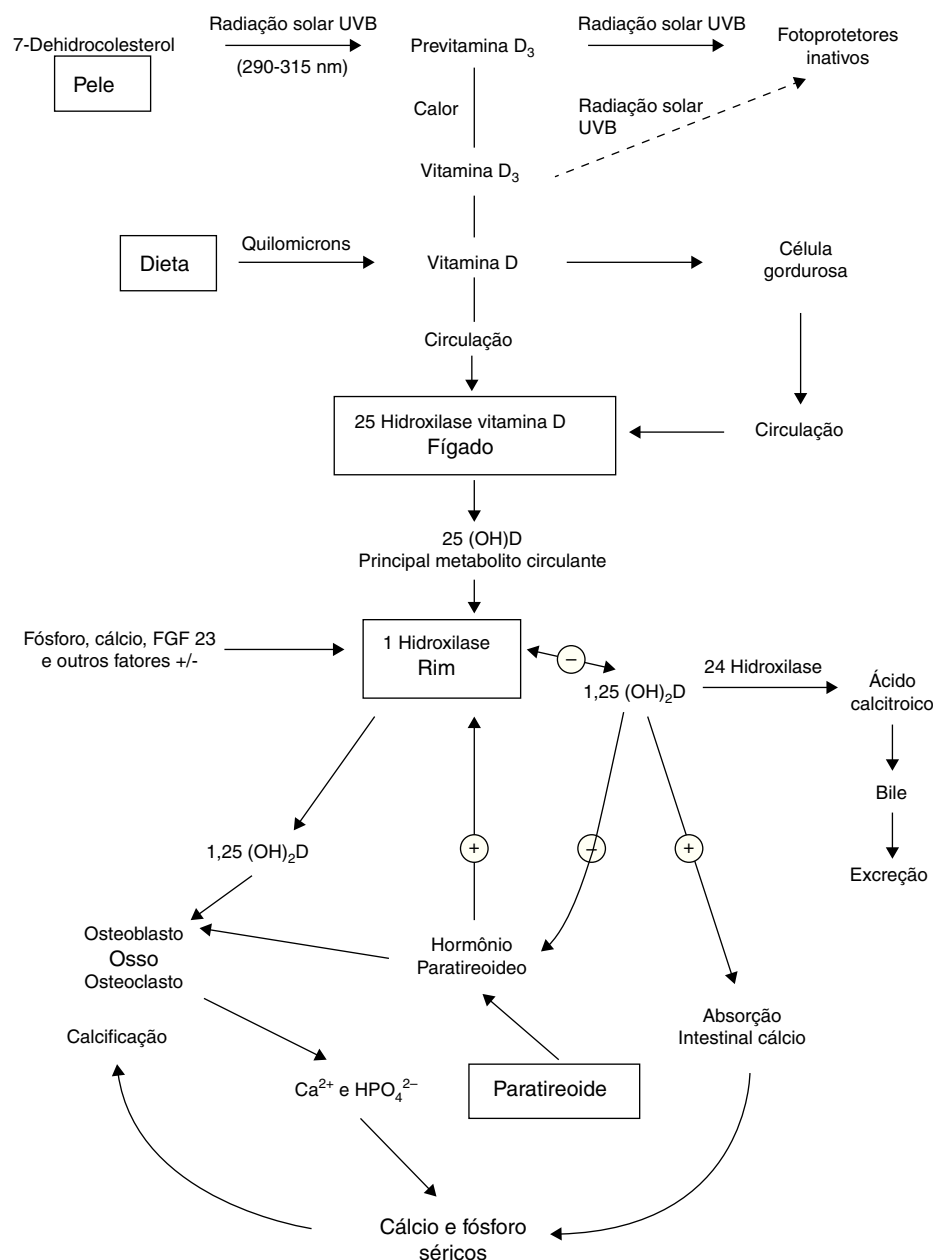 7-Dehidrocolesterol
Pele
Radiação solar UVB
(290-315 nm)
Previtamina D₃
Radiação solar UVB
Fotoprotetores
inativos
Calor
Radiação solar
UVB
Vitamina D₃
Dieta
Quilomicrons
Vitamina D
Célula
gordurosa
Circulação
Circulação
25 Hidroxilase vitamina D
Fígado
25 (OH)D
Principal metabolito circulante
Fósforo, cálcio, FGF 23
e outros fatores +/-
1 Hidroxilase
Rim
−
1,25 (OH)₂D
24 Hidroxilase
Ácido
calcitroico
Bile
Excreção
1,25 (OH)₂D
+
−
+
Osteoblasto
Osso
Osteoclasto
Calcificação
Hormônio
Paratireoideo
Absorção
Intestinal cálcio
Ca²⁺ e HPO₄²⁻
Paratireoide
Cálcio e fósforo
séricos